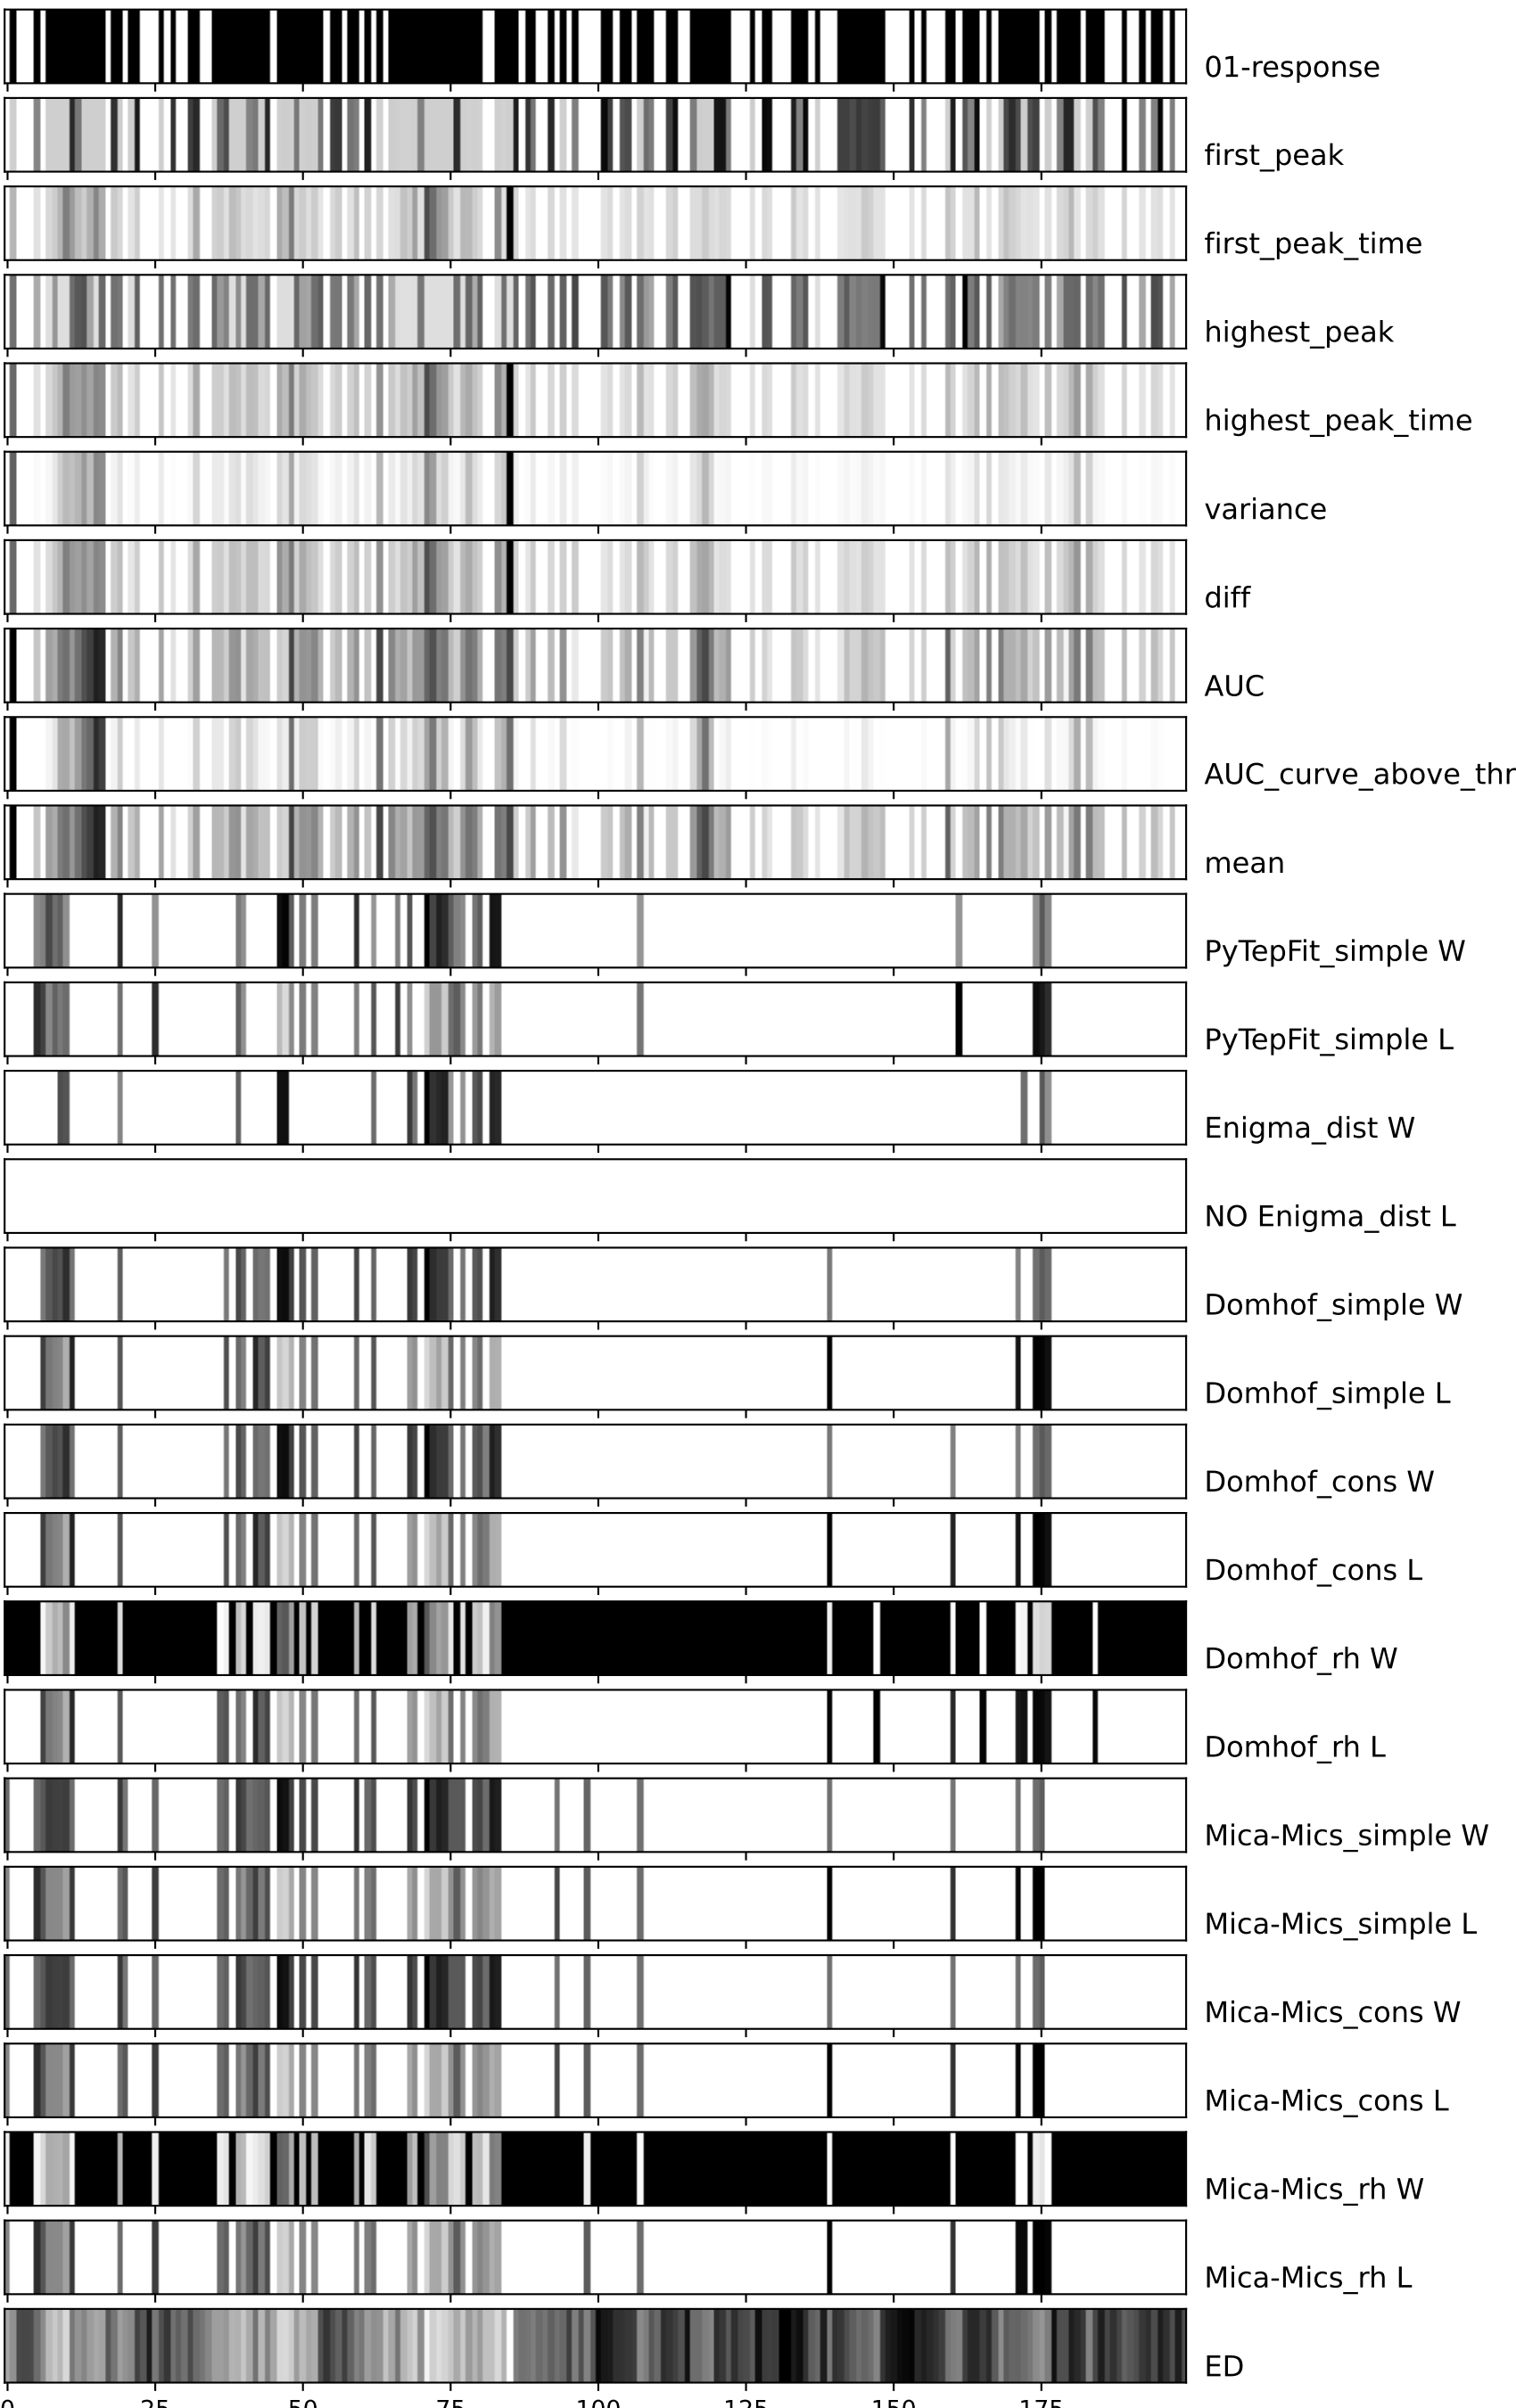 01-response
first_peak
first_peak_time
highest_peak
highest_peak_time
variance
diff
AUC
AUC_curve_above_thr
mean
PyTepFit_simple W
PyTepFit_simple L
Enigma_dist W
NO Enigma_dist L
Domhof_simple W
Domhof_simple L
Domhof_cons W
Domhof_cons L
Domhof_rh W
Domhof_rh L
Mica-Mics_simple W
Mica-Mics_simple L
Mica-Mics_cons W
Mica-Mics_cons L
Mica-Mics_rh W
Mica-Mics_rh L
ED
0 25 50 75 100 125 150 175